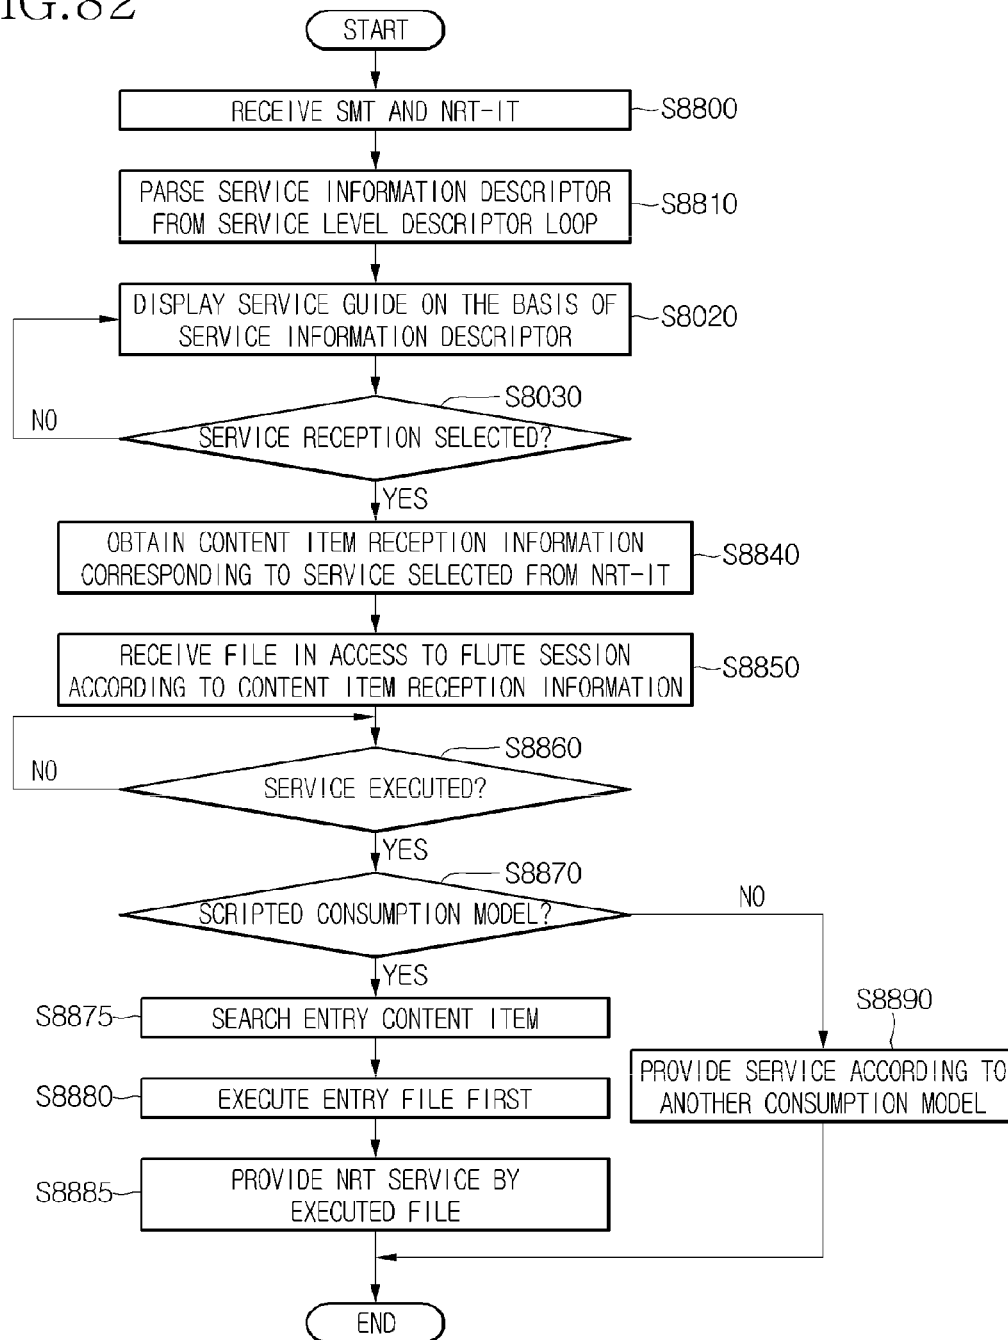 IG.82
START
RECEIVE SMT AND NRT-IT
S8800
PARSE SERVICE INFORMATION DESCRIPTOR
FROM SERVICE LEVEL DESCRIPTOR LOOP
S8810
DISPLAY SERVICE GUIDE ON THE BASIS OF
SERVICE INFORMATION DESCRIPTOR
S8020
S8030
NO
SERVICE RECEPTION SELECTED?
YES
OBTAIN CONTENT ITEM RECEPTION INFORMATION
CORRESPONDING TO SERVICE SELECTED FROM NRT-IT
S8840
RECEIVE FILE IN ACCESS TO FLUTE SESSION
ACCORDING TO CONTENT ITEM RECEPTION INFORMATION
S8850
S8860
NO
SERVICE EXECUTED?
YES
S8870
SCRIPTED CONSUMPTION MODEL?
NO
YES
S8875
SEARCH ENTRY CONTENT ITEM
S8880
EXECUTE ENTRY FILE FIRST
S8885
PROVIDE NRT SERVICE BY
EXECUTED FILE
S8890
PROVIDE SERVICE ACCORDING TO
ANOTHER CONSUMPTION MODEL
END